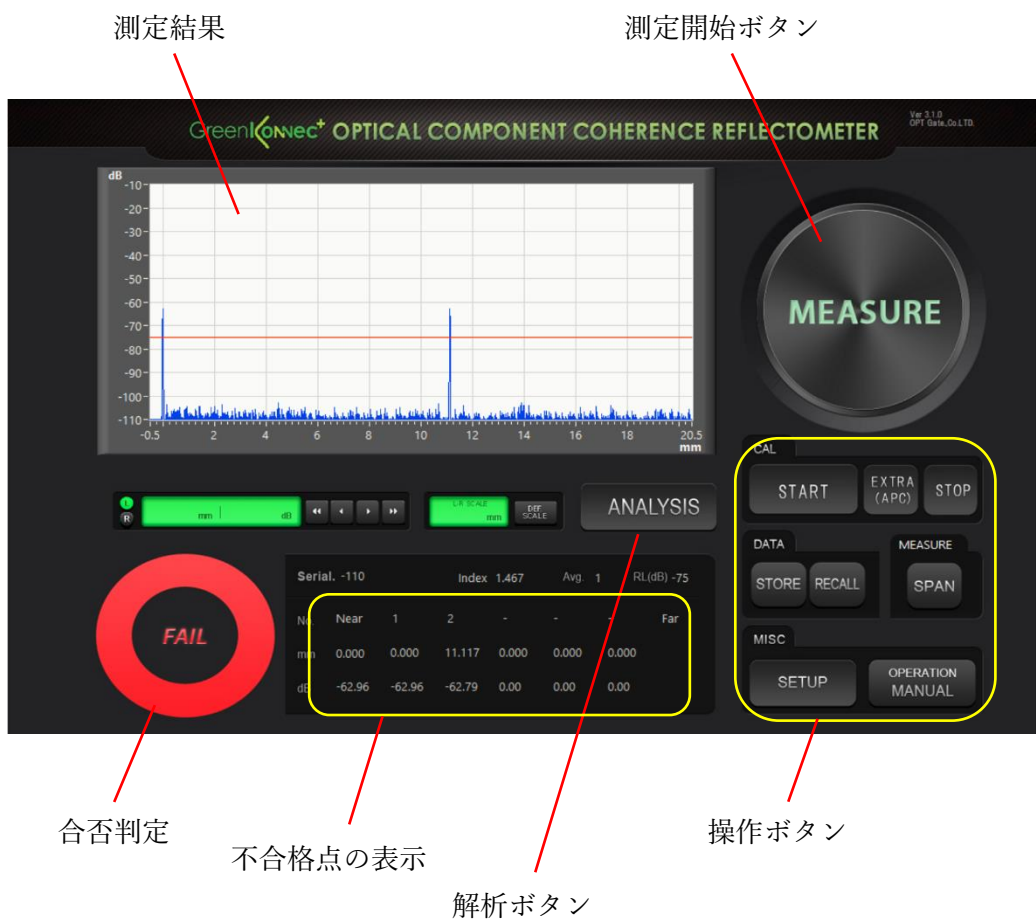 測定結果
測定開始ボタン
GreenKonnec+ OPTICAL COMPONENT COHERENCE REFLECTOMETER
Ver 3.1.0
OPT Gate.,Co.LTD.
dB
-10
-20
-30
-40
-50
-60
-70
-80
-90
-100
-110
-0.5 2 4 6 8 10 12 14 16 18 20.5
mm
MEASURE
CAL
START EXTRA (APC) STOP
L
R
mm dB
L-R SCALE
mm
DEF. SCALE
ANALYSIS
DATA
STORE RECALL
MEASURE
SPAN
MISC
SETUP
OPERATION
MANUAL
FAIL
Serial. -110 Index 1.467 Avg. 1 RL(dB) -75
No. Near 1 2 - - - Far
mm 0.000 0.000 11.117 0.000 0.000 0.000
dB -62.96 -62.96 -62.79 0.00 0.00 0.00
合否判定
不合格点の表示
解析ボタン
操作ボタン